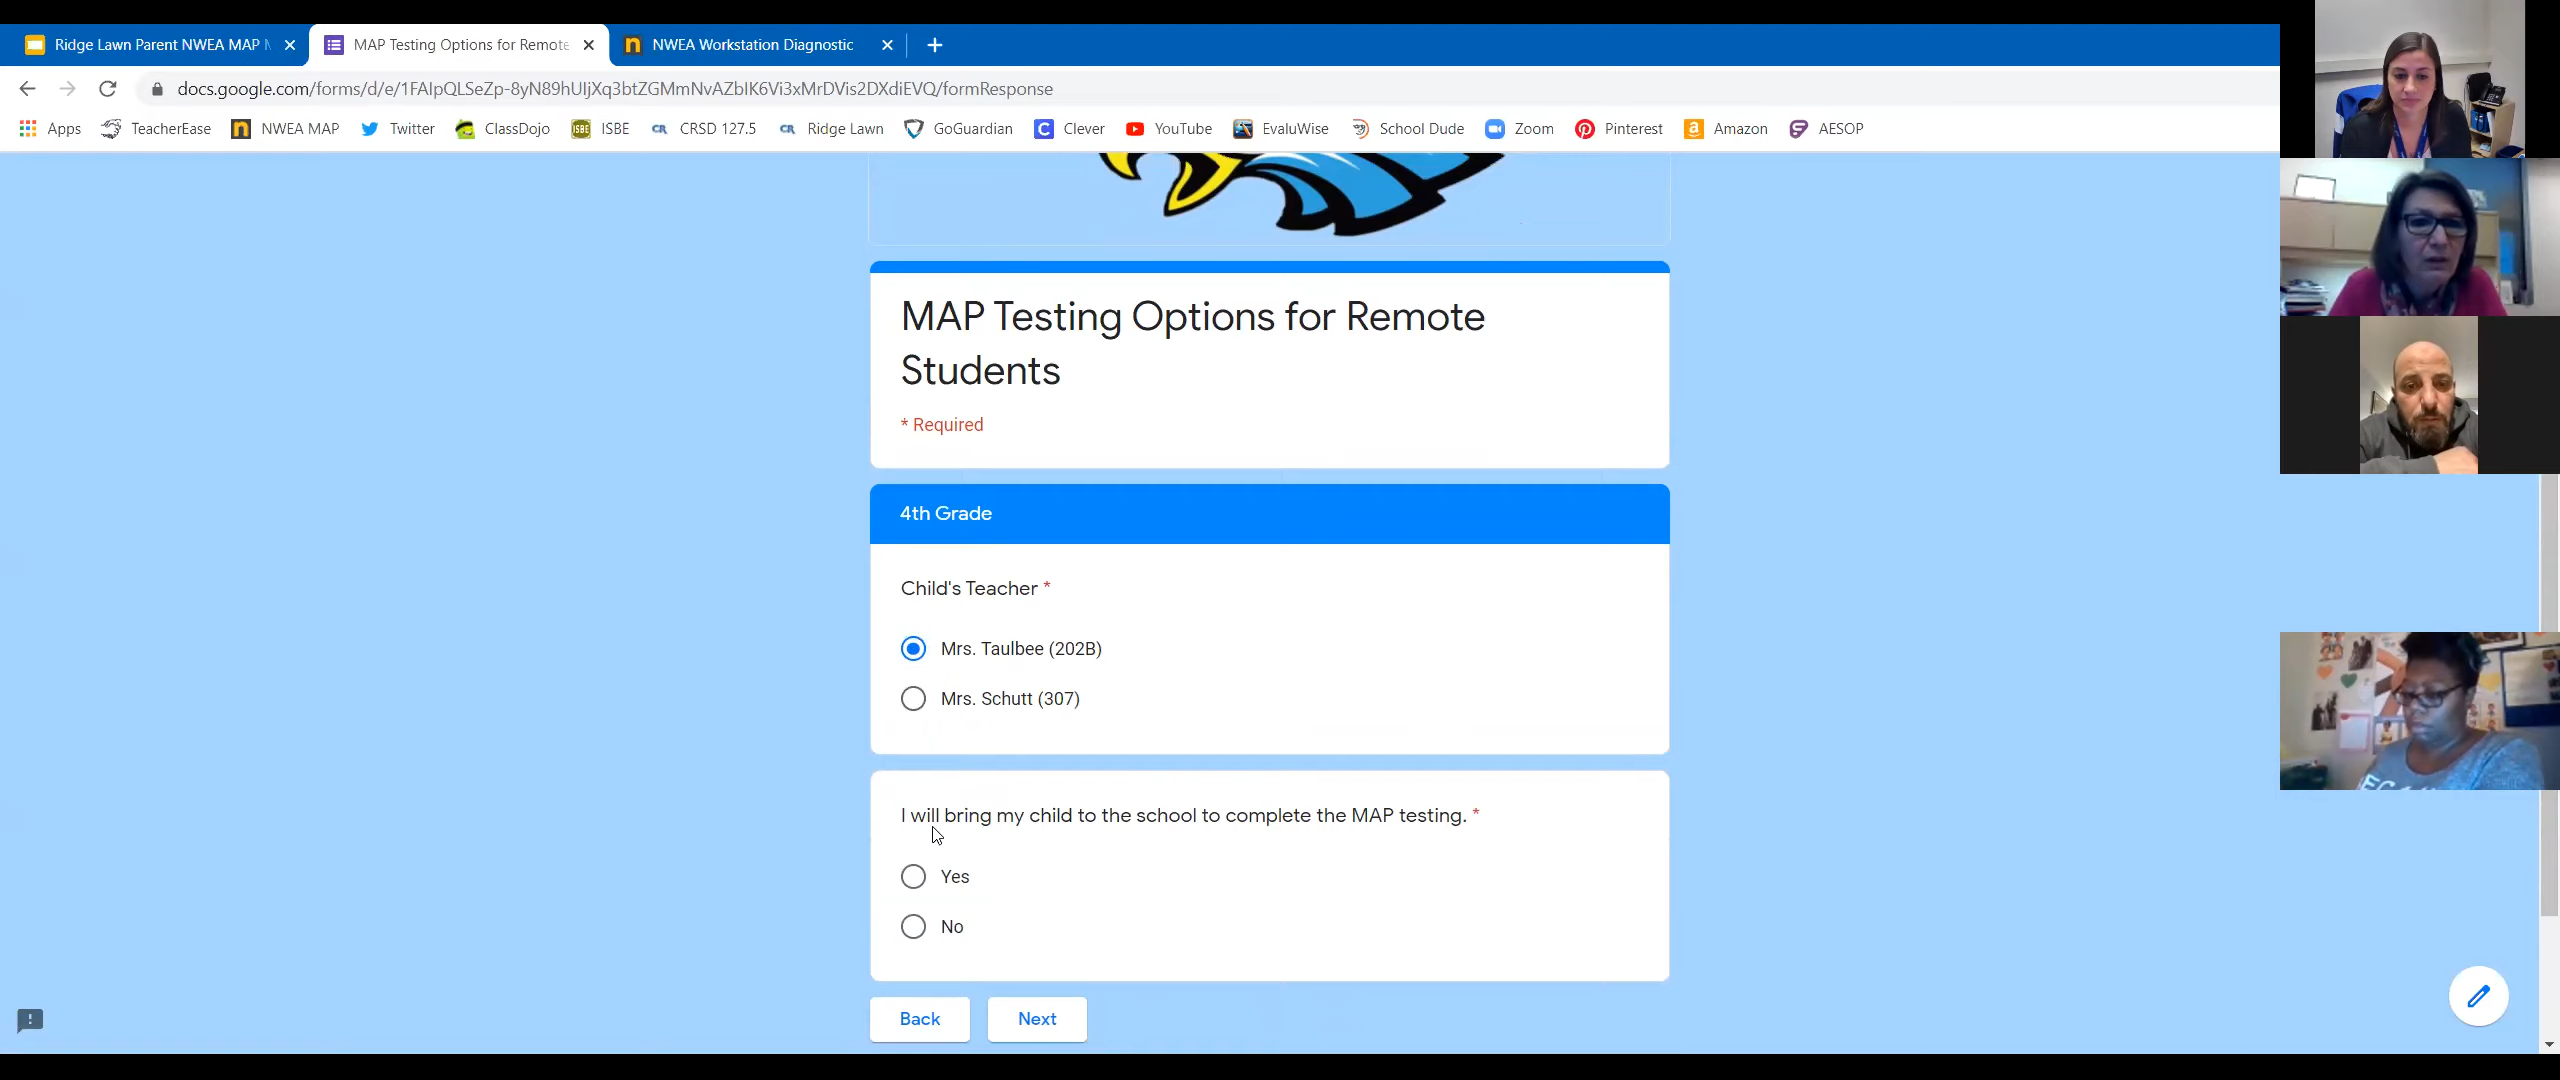 Ridge Lawn Parent NWEA MAP
MAP Testing Options for Remote
NWEA Workstation Diagnostic
docs.google.com/forms/d/e/1FAIpQLSeZp-8yN89hUIjXq3btZGMmNvAZbIK6Vi3xMrDVis2DXdiEVQ/formResponse
Apps TeacherEase NWEA MAP Twitter ClassDojo ISBE CRSD 127.5 Ridge Lawn GoGuardian Clever YouTube EvaluWise School Dude Zoom Pinterest Amazon AESOP
MAP Testing Options for Remote
Students
* Required
4th Grade
Child's Teacher *
Mrs. Taulbee (202B)
Mrs. Schutt (307)
I will bring my child to the school to complete the MAP testing. *
Yes
No
Back
Next